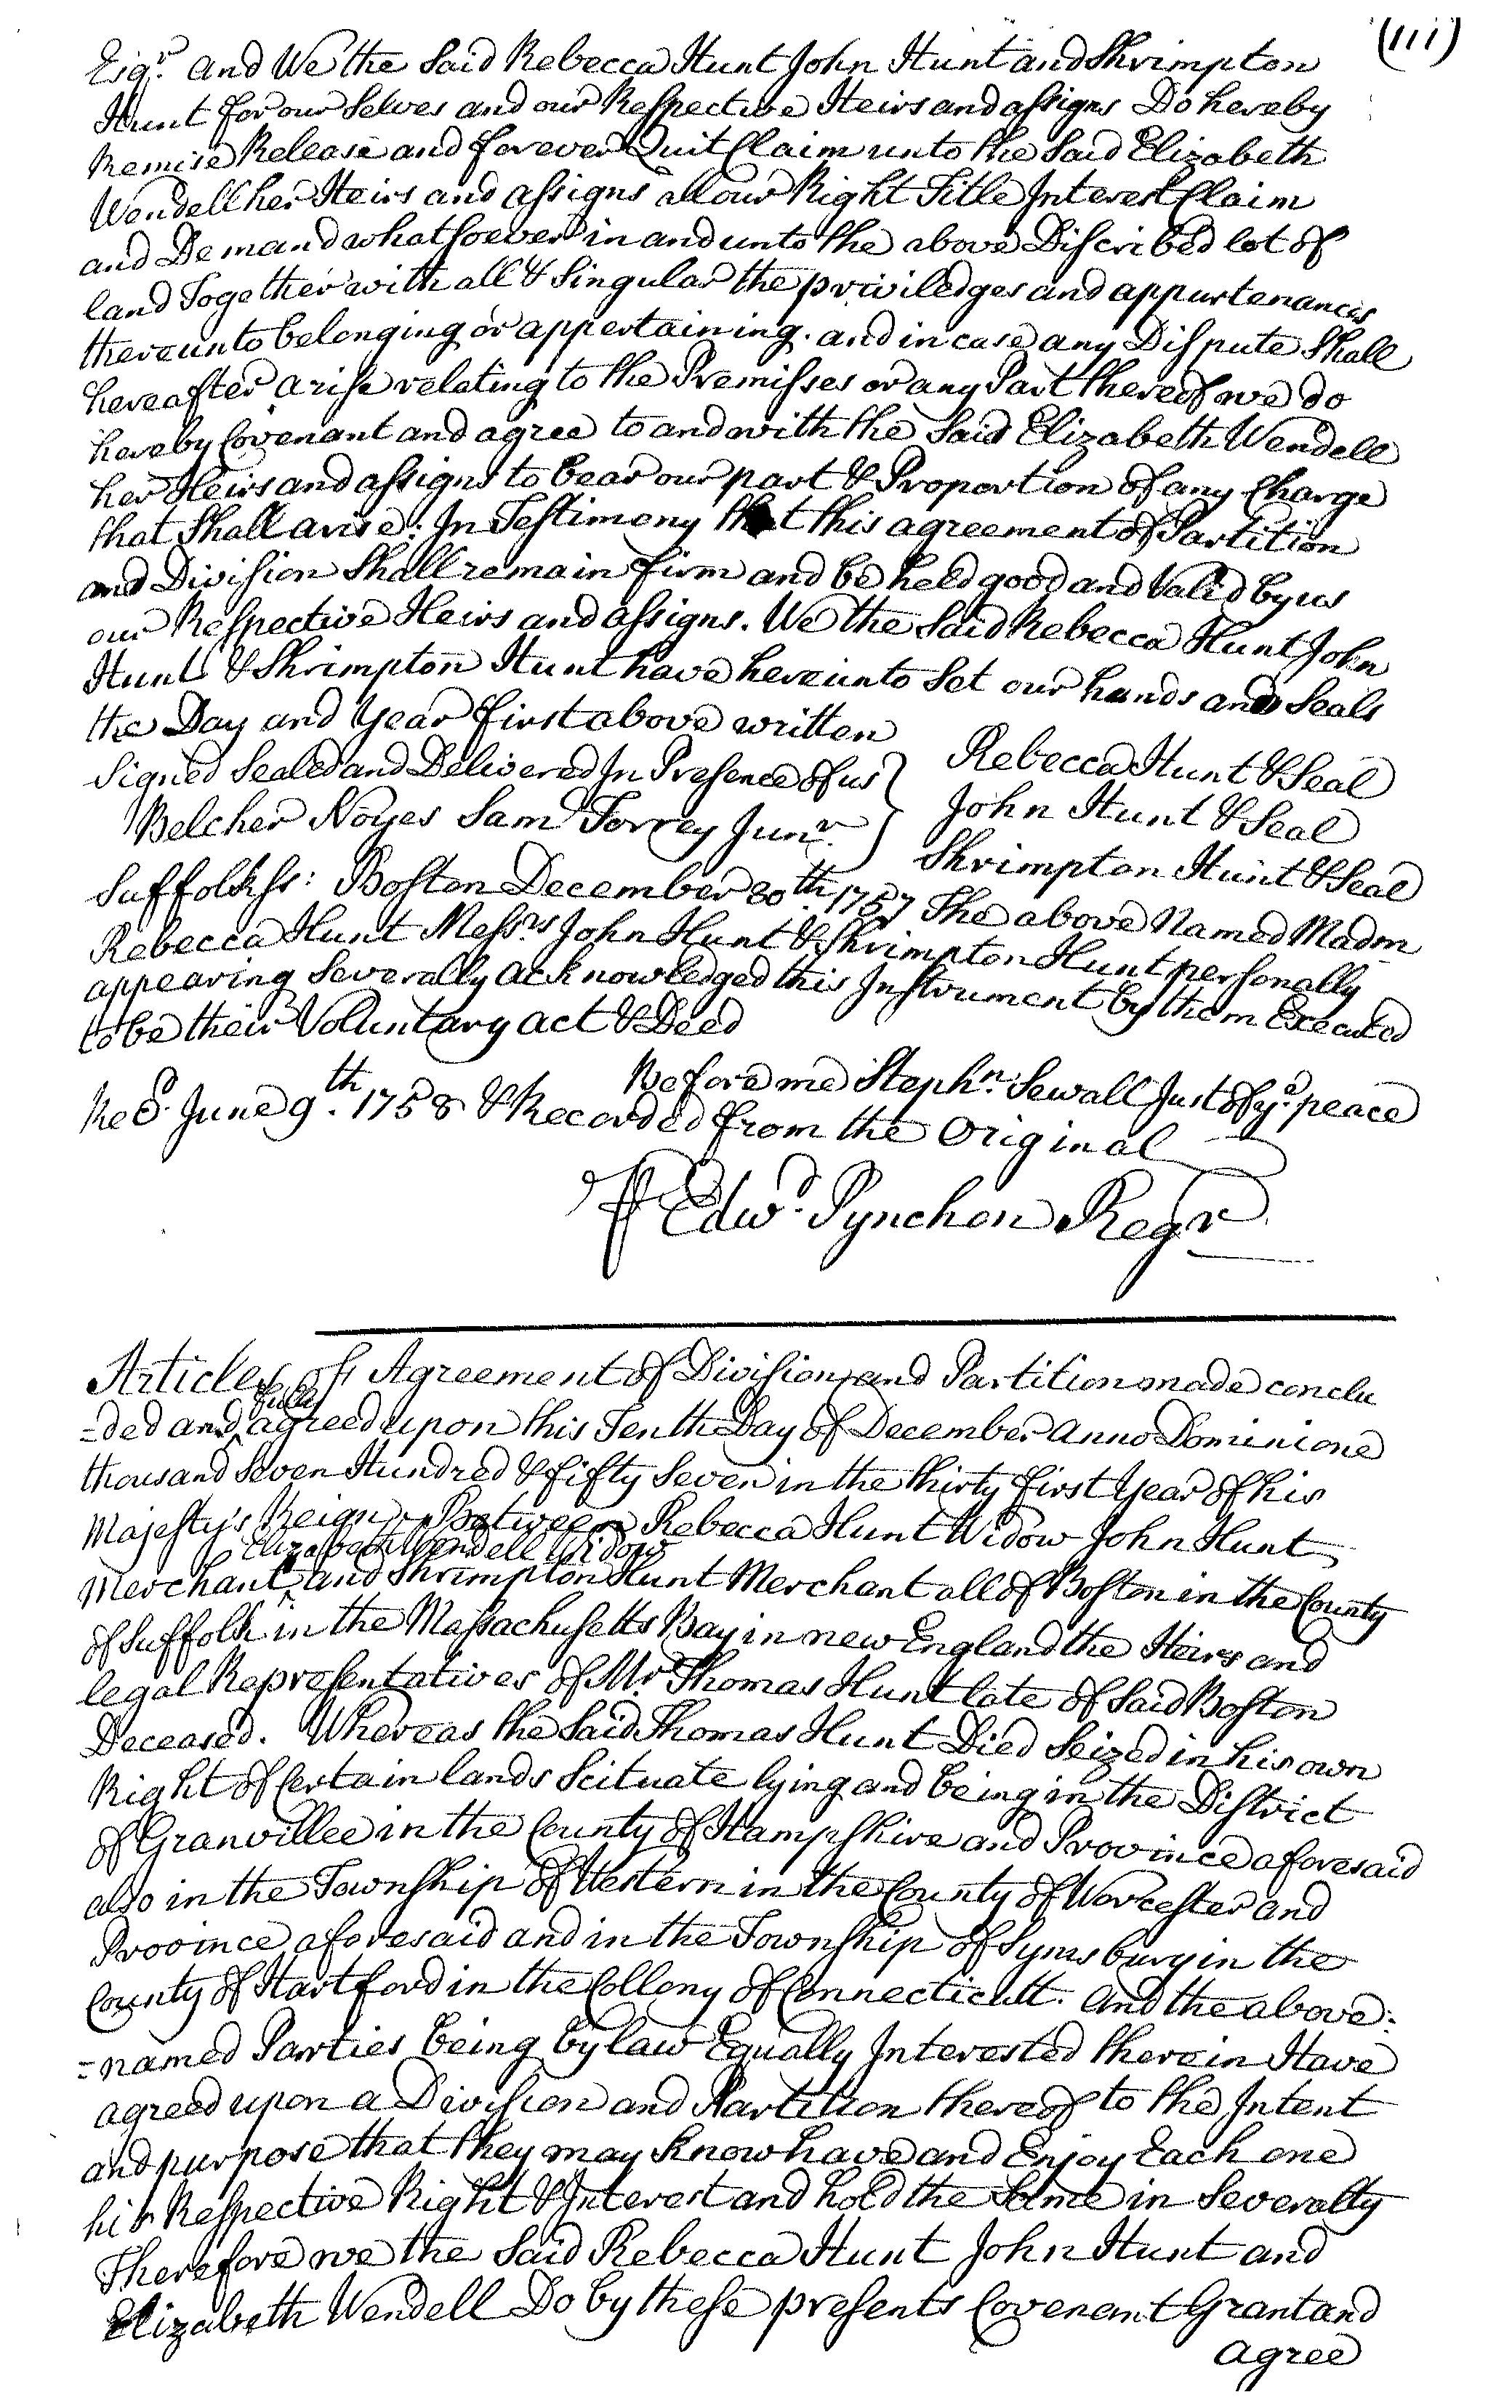 (111)
Esqr. and We the Said Rebecca Hunt John Hunt and Shrimpton
Hunt for our Selves and our Respective Heirs and assigns Do hereby
Remise Release and forever Quit Claim unto the Said Elizabeth
Wendell her Heirs and assigns all our Right Title Interest Claim
and Demand whatsoever in and unto the above Discribed lot of
land Together with all & Singular the priviledges and appurtenances
thereunto belonging or appertaining. and in case any Dispute Shall
hereafter arise relating to the Premisses or any Part thereof we do
hereby Covenant and agree to and with the Said Elizabeth Wendell
her Heirs and assigns to bear our part & Proportion of any Charge
that Shall arise: In Testimony that this agreement of Partition
and Division Shall remain firm and be held good and Valid by us
our Respective Heirs and assigns. We the Said Rebecca Hunt John
Hunt & Shrimpton Hunt have hereunto Set our hands and Seals
the Day and Year first above written
Signed Sealed and Delivered In Presence of us } Rebecca Hunt & Seal
Belcher Noyes Sam Torrey Junr. } John Hunt & Seal
Shrimpton Hunt & Seal
Suffolk ss: Boston December 20th. 1757 The above Named Madm
Rebecca Hunt Messrs John Hunt & Shrimpton Hunt personally
appearing Severally acknowledged this Instrument by them Executed
to be their Voluntary act & Deed
Before me Stephn. Sewall Just of ye. peace
Recd. June 9th. 1758 & Recorded from the Original
P Edwd. Pynchon Regr
Articles of Agreement of Division and Partition made conclu
=ded and fully agreed upon this Tenth Day of December anno Domini one
thousand Seven Hundred & fifty Seven in the thirty first Year of his
Majesty's Reign Between Rebecca Hunt Widow John Hunt
Elizabeth Wendell Widow
Merchant and Shrimpton Hunt Merchant all of Boston in the County
of Suffolk in the Massachusetts Bay in new England the Heirs and
legal Representatives of Mr Thomas Hunt late of Said Boston
Deceased. Whereas the Said Thomas Hunt Died Seized in his own
Right of Certain lands Scituate lying and being in the District
of Granvillee in the County of Hampshire and Province aforesaid
also in the Township of Western in the County of Worcester and
Province aforesaid and in the Township of Symsbury in the
County of Hartford in the Collony of Connecticutt. and the above:
=named Parties being by law Equally Interested therein Have
agreed upon a Division and Partition thereof to the Intent
and purpose that they may know have and Enjoy Each one
his Respective Right & Interest and hold the Same in Severalty
Therefore we the Said Rebecca Hunt John Hunt and
Elizabeth Wendell Do by these presents Covenant Grant and
agree